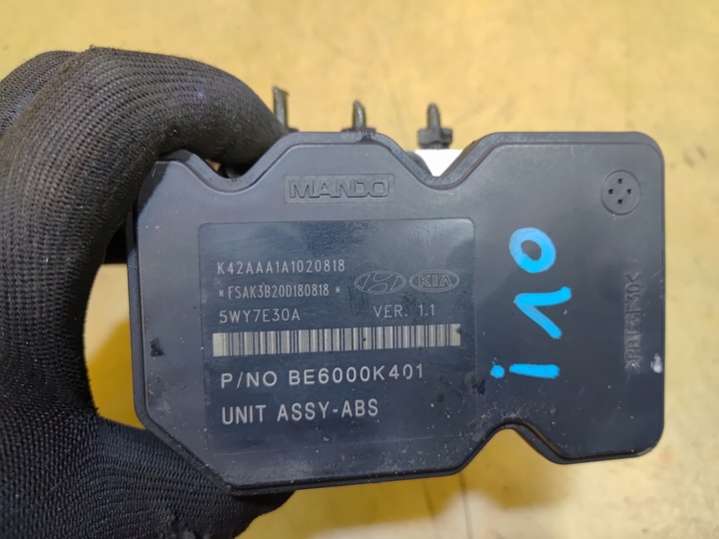 MANDO
K42AAA1A1020818
*FSAK3B200180818*
KIA
5WY7E30A VER. 1.1
P/NO BE6000K401
UNIT ASSY-ABS
i10